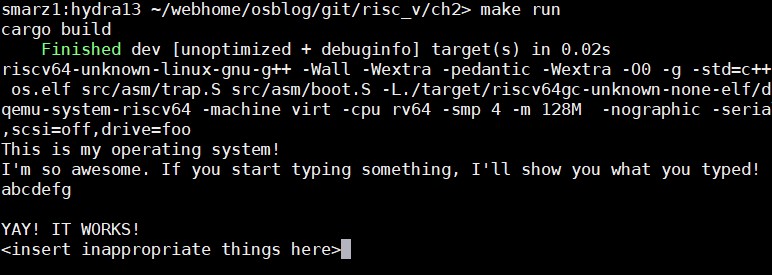 smarz1:hydra13 ~/webhome/osblog/git/risc_v/ch2> make run
cargo build
    Finished dev [unoptimized + debuginfo] target(s) in 0.02s
riscv64-unknown-linux-gnu-g++ -Wall -Wextra -pedantic -Wextra -O0 -g -std=c++
 os.elf src/asm/trap.S src/asm/boot.S -L./target/riscv64gc-unknown-none-elf/d
qemu-system-riscv64 -machine virt -cpu rv64 -smp 4 -m 128M  -nographic -seria
,scsi=off,drive=foo
This is my operating system!
I'm so awesome. If you start typing something, I'll show you what you typed!
abcdefg

YAY! IT WORKS!
<insert inappropriate things here>